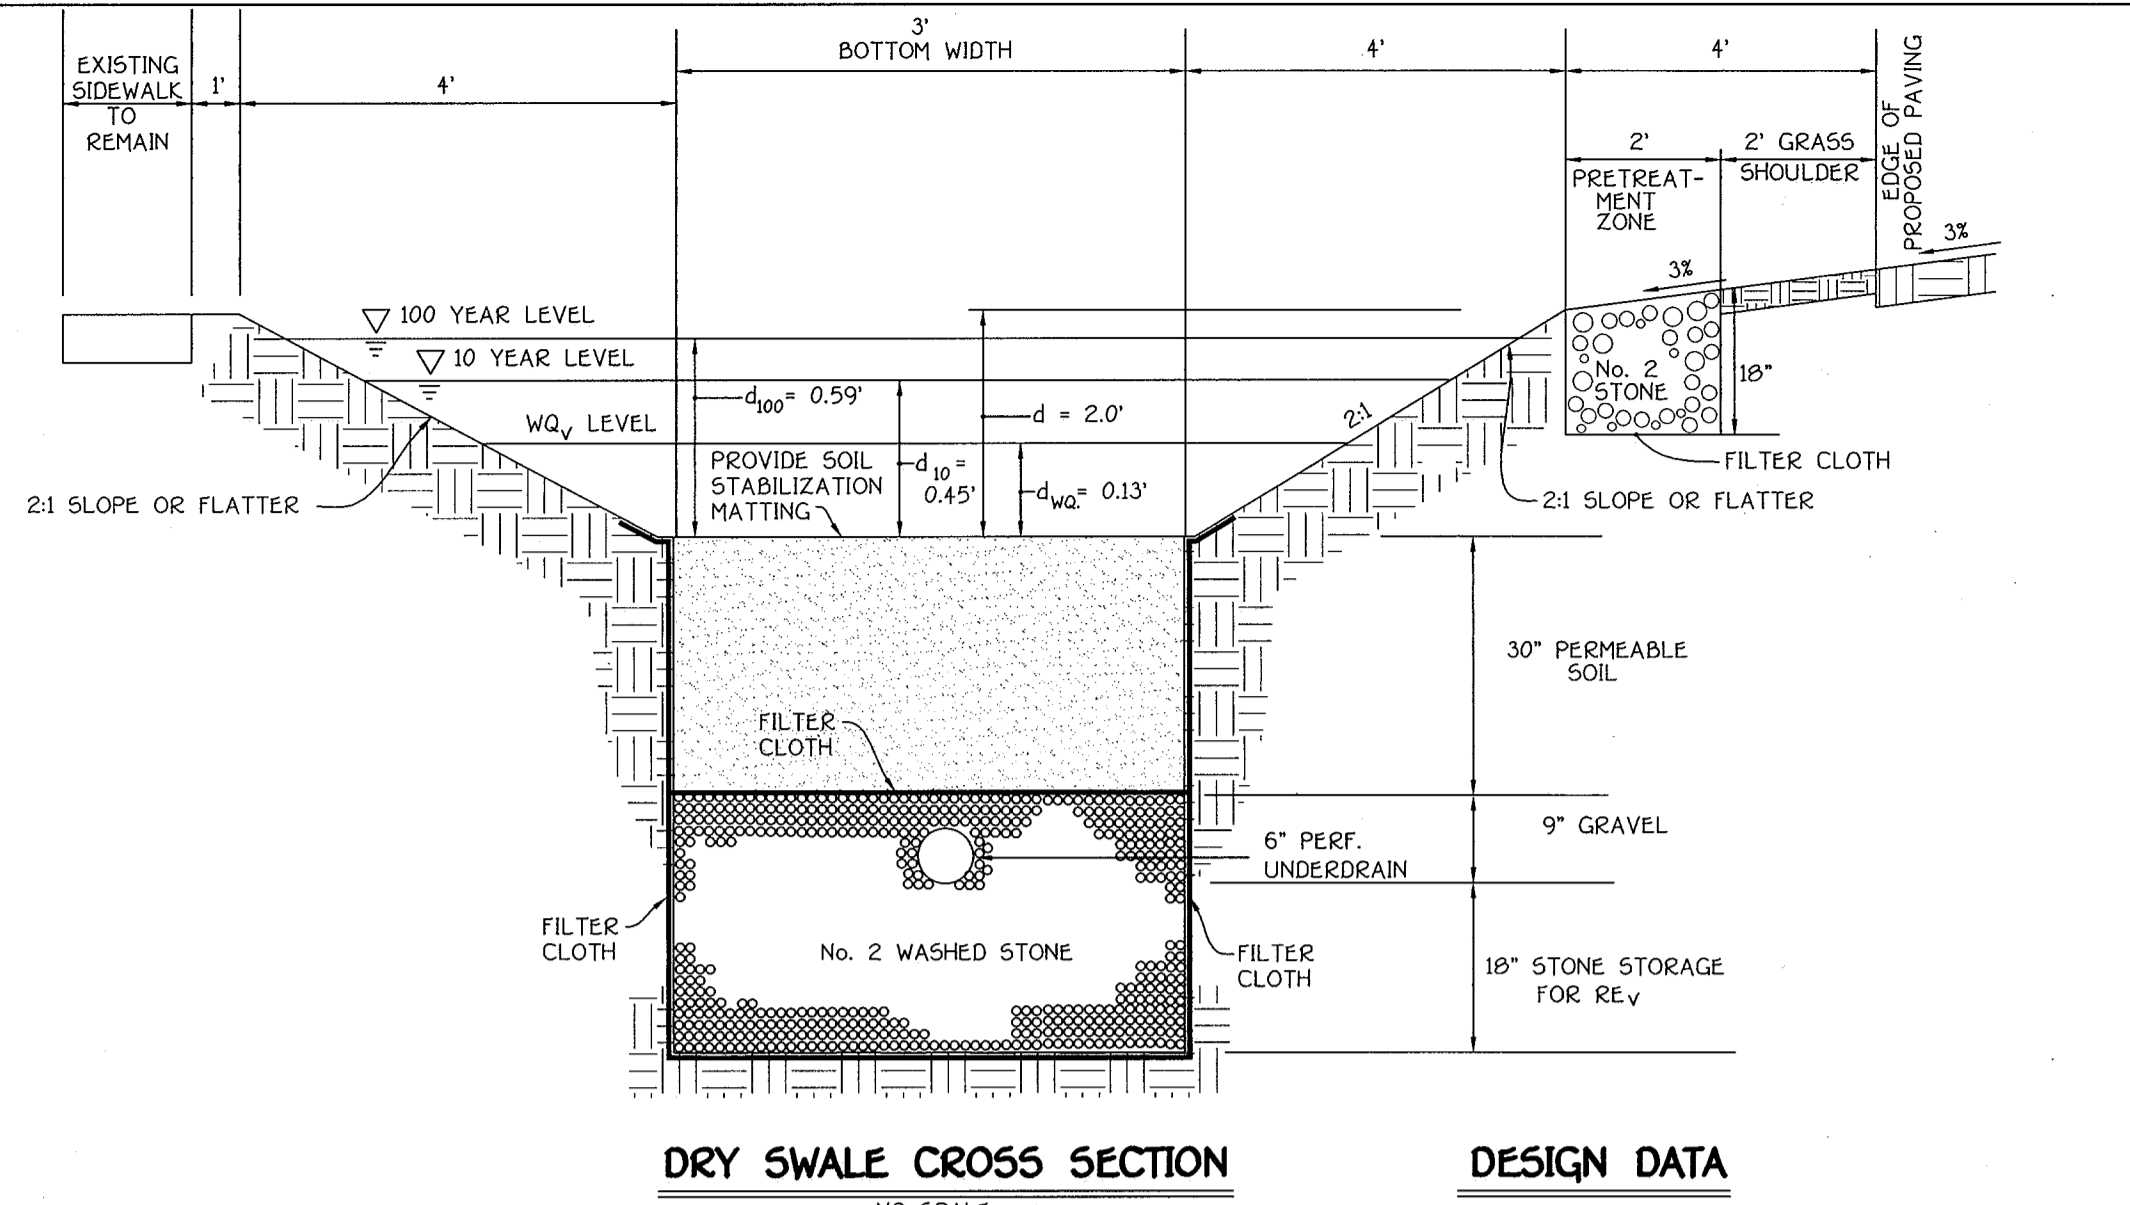 EXISTING
SIDEWALK
TO
REMAIN
1'
4'
3'
BOTTOM WIDTH
4'
4'
2'
PRETREAT-
MENT
ZONE
2' GRASS
SHOULDER
EDGE OF
PROPOSED PAVING
3%
3%
100 YEAR LEVEL
10 YEAR LEVEL
WQv LEVEL
d100= 0.59'
d10 =
0.45'
d = 2.0'
dWQ.= 0.13'
PROVIDE SOIL
STABILIZATION
MATTING
2:1
No. 2
STONE
18"
FILTER CLOTH
2:1 SLOPE OR FLATTER
2:1 SLOPE OR FLATTER
30" PERMEABLE
SOIL
FILTER
CLOTH
9" GRAVEL
6" PERF.
UNDERDRAIN
FILTER
CLOTH
No. 2 WASHED STONE
FILTER
CLOTH
18" STONE STORAGE
FOR REv
DRY SWALE CROSS SECTION
DESIGN DATA